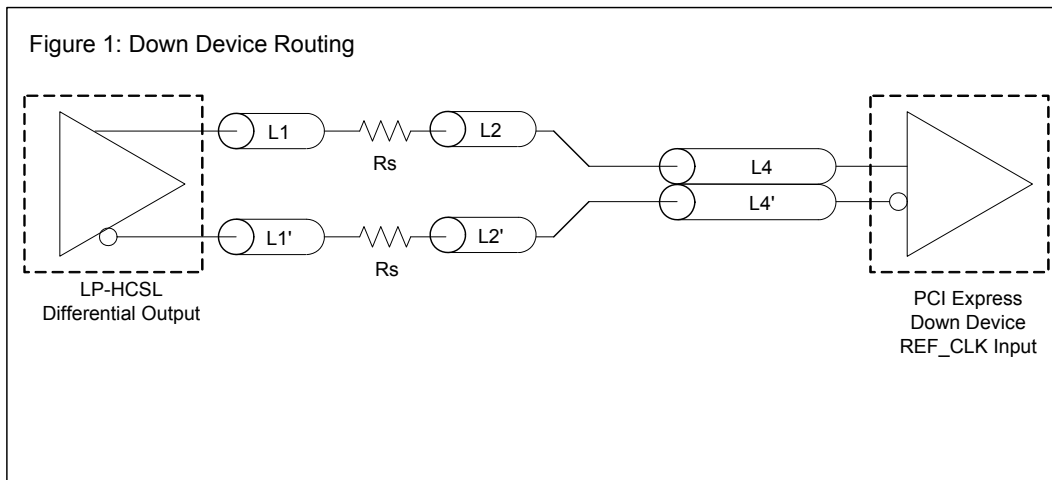 Figure 1: Down Device Routing
L1
Rs
L2
L4
L4'
L1'
Rs
L2'
LP-HCSL
Differential Output
PCI Express
Down Device
REF_CLK Input